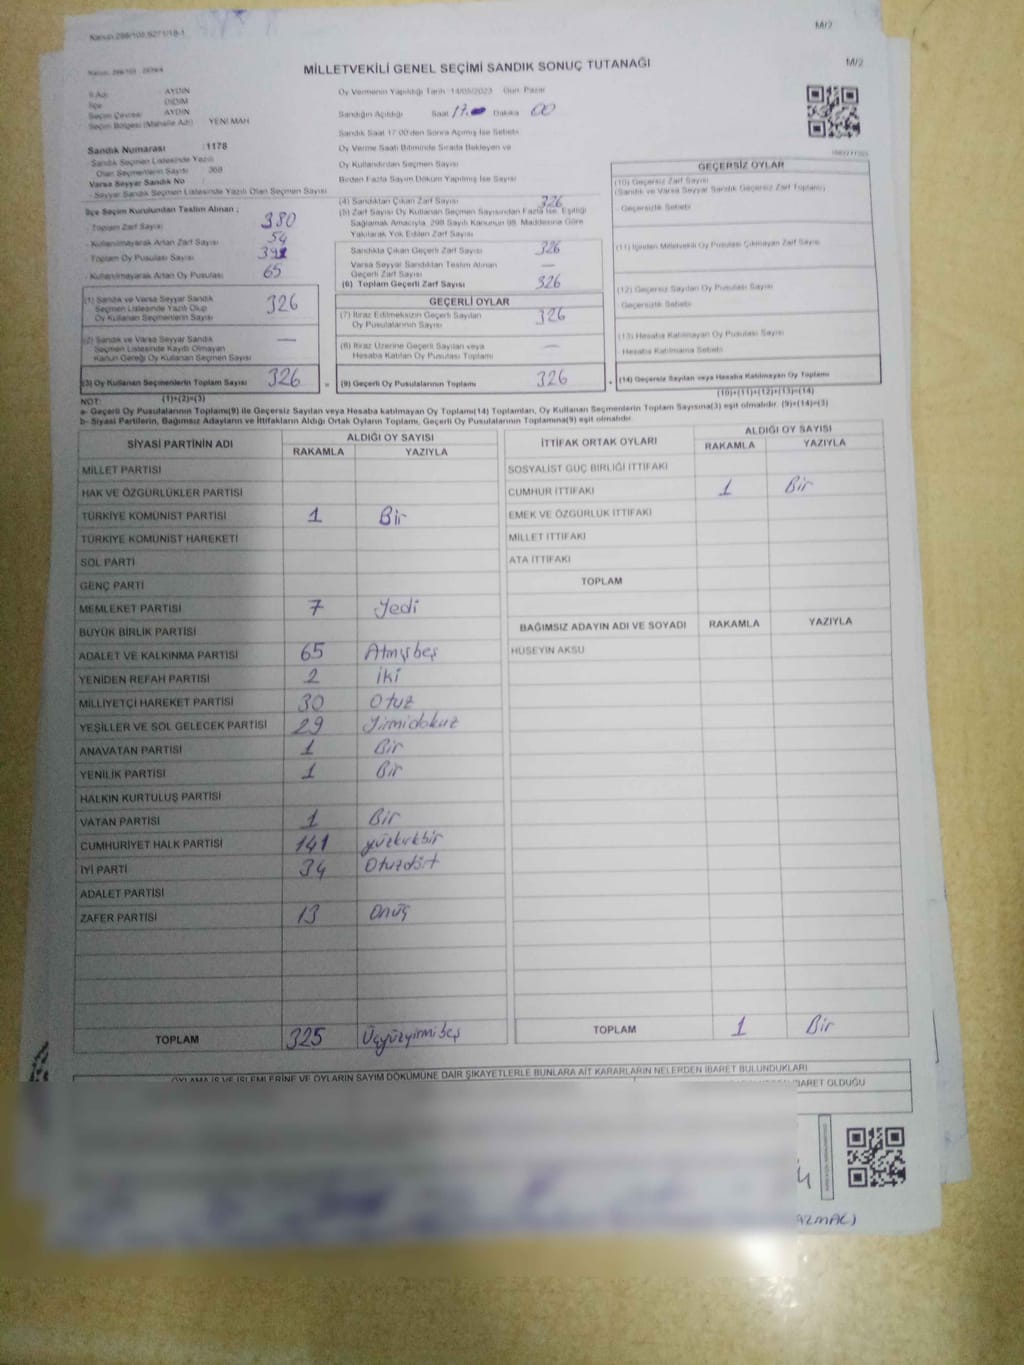 M/2
M/2
MİLLETVEKİLİ GENEL SEÇİMİ SANDIK SONUÇ TUTANAĞI
İl Adı : AYDIN
İlçe : DİDİM
Seçim Çevresi : AYDIN
Seçim Bölgesi (Mahalle Adı) YENİ MAH
Sandık Numarası : 1178
Sandık Seçmen Listesinde Yazılı
Olan Seçmenlerin Sayısı : 368
Varsa Seyyar Sandık No :
- Seyyar Sandık Seçmen Listesinde Yazılı Olan Seçmen Sayısı
İlçe Seçim Kurulundan Teslim Alınan ;
- Toplam Zarf Sayısı 380
- Kullanılmayarak Artan Zarf Sayısı 54
- Toplam Oy Pusulası Sayısı
- Kullanılmayarak Artan Oy Pusulası 65
(1) Sandık ve Varsa Seyyar Sandık
Seçmen Listesinde Yazılı Olup
Oy Kullanan Seçmenlerin Sayısı 326
(2) Sandık ve Varsa Seyyar Sandık
Seçmen Listesinde Kayıtlı Olmayan
Kanun Gereği Oy Kullanan Seçmen Sayısı —
(3) Oy Kullanan Seçmenlerin Toplam Sayısı 326
Oy Vermenin Yapıldığı Tarih :14/05/2023 Gün: Pazar
Sandığın Açıldığı Saat 17. Dakika 00
Sandık Saat 17:00'den Sonra Açılmış İse Sebebi
Oy Verme Saati Bitiminde Sırada Bekleyen ve
Oy Kullandırılan Seçmen Sayısı
Birden Fazla Sayım Döküm Yapılmış İse Sayısı
(4) Sandıktan Çıkan Zarf Sayısı 326
(5) Zarf Sayısı Oy Kullanan Seçmen Sayısından Fazla İse, Eşitliği
Sağlamak Amacıyla, 298 Sayılı Kanunun 98. Maddesine Göre
Yakılarak Yok Edilen Zarf Sayısı
Sandıkta Çıkan Geçerli Zarf Sayısı 326
Varsa Seyyar Sandıktan Teslim Alınan
Geçerli Zarf Sayısı —
(6) Toplam Geçerli Zarf Sayısı 326
GEÇERLİ OYLAR
(7) İtiraz Edilmeksizin Geçerli Sayılan
Oy Pusulalarının Sayısı 326
(8) İtiraz Üzerine Geçerli Sayılan veya
Hesaba Katılan Oy Pusulası Toplamı —
= (9) Geçerli Oy Pusulalarının Toplamı 326
GEÇERSİZ OYLAR
(10) Geçersiz Zarf Sayısı
(Sandık ve Varsa Seyyar Sandık Geçersiz Zarf Toplamı)
Geçersizlik Sebebi
(11) İçinden Milletvekili Oy Pusulası Çıkmayan Zarf Sayısı
(12) Geçersiz Sayılan Oy Pusulası Sayısı
Geçersizlik Sebebi
(13) Hesaba Katılmayan Oy Pusulası Sayısı
Hesaba Katılmama Sebebi
+ (14) Geçersiz Sayılan veya Hesaba Katılmayan Oy Toplamı
NOT: (1)+(2)=(3) (10)+(11)+(12)+(13)=(14)
a- Geçerli Oy Pusulalarının Toplamı(9) ile Geçersiz Sayılan veya Hesaba katılmayan Oy Toplamı(14) Toplamları, Oy Kullanan Seçmenlerin Toplam Sayısına(3) eşit olmalıdır. (9)+(14)=(3)
b- Siyasi Partilerin, Bağımsız Adayların ve İttifakların Aldığı Ortak Oyların Toplamı, Geçerli Oy Pusulalarının Toplamına(9) eşit olmalıdır.
SİYASİ PARTİNİN ADI ALDIĞI OY SAYISI
RAKAMLA YAZIYLA
MİLLET PARTİSİ
HAK VE ÖZGÜRLÜKLER PARTİSİ
TÜRKİYE KOMÜNİST PARTİSİ 1 Bir
TÜRKİYE KOMÜNİST HAREKETİ
SOL PARTİ
GENÇ PARTİ
MEMLEKET PARTİSİ 7 Yedi
BÜYÜK BİRLİK PARTİSİ
ADALET VE KALKINMA PARTİSİ 65 Atmışbeş
YENİDEN REFAH PARTİSİ 2 İki
MİLLİYETÇİ HAREKET PARTİSİ 30 Otuz
YEŞİLLER VE SOL GELECEK PARTİSİ 29 Yirmidokuz
ANAVATAN PARTİSİ 1 Bir
YENİLİK PARTİSİ 1 Bir
HALKIN KURTULUŞ PARTİSİ
VATAN PARTİSİ 1 Bir
CUMHURİYET HALK PARTİSİ 141 yüzkırkbir
İYİ PARTİ 34 Otuzdört
ADALET PARTİSİ
ZAFER PARTİSİ 13 Onüç
TOPLAM 325 Üçyüzyirmibeş
İTTİFAK ORTAK OYLARI ALDIĞI OY SAYISI
RAKAMLA YAZIYLA
SOSYALİST GÜÇ BİRLİĞİ İTTİFAKI
CUMHUR İTTİFAKI 1 Bir
EMEK VE ÖZGÜRLÜK İTTİFAKI
MİLLET İTTİFAKI
ATA İTTİFAKI
TOPLAM
BAĞIMSIZ ADAYIN ADI VE SOYADI RAKAMLA YAZIYLA
HÜSEYİN AKSU
TOPLAM 1 Bir
OYLAMA İŞ VE İŞLEMLERİNE VE OYLARIN SAYIM DÖKÜMÜNE DAİR ŞİKAYETLERLE BUNLARA AİT KARARLARIN NELERDEN İBARET BULUNDUKLARI
İBARET OLDUĞU